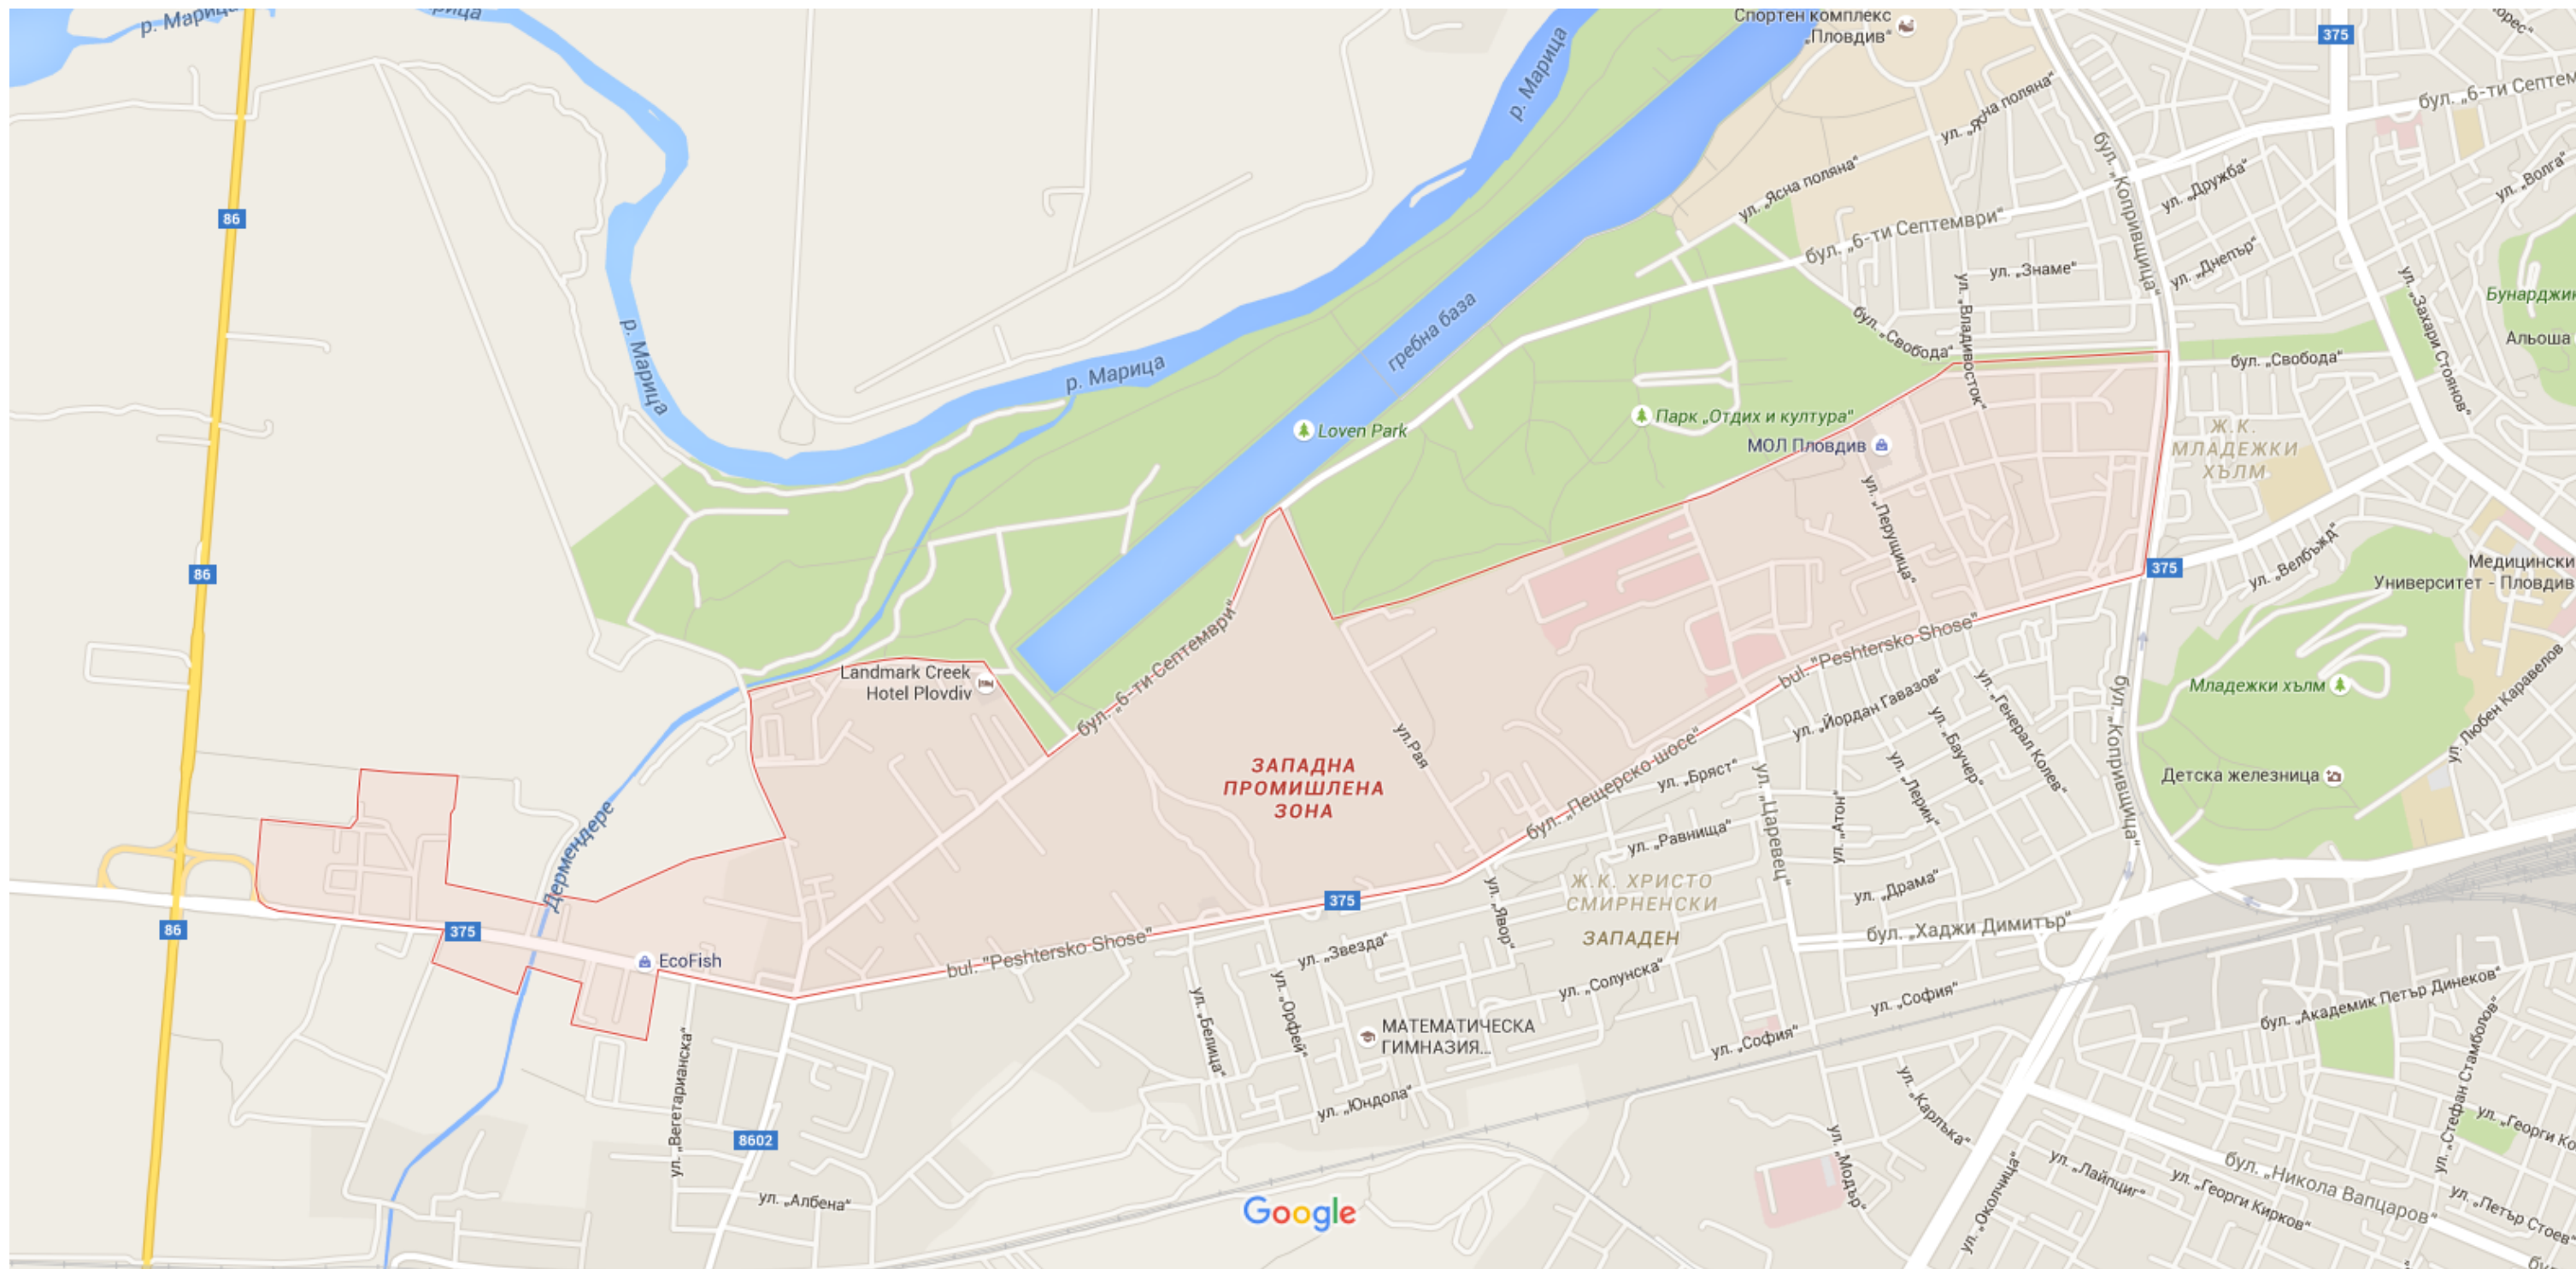 р. Марица
р. Марица
Спортен комплекс
„Пловдив“
375
бул. „6-ти Септем
ул. „Ясна поляна“
р. Марица
бул. „Копривщица“
ул. „Дружба“
ул. „Волга“
ул. „Ясна поляна“
86
бул. „6-ти Септември“
ул. „Знаме“
ул. „Днепър“
ул. „Захари Стоянов“
Бунарджик
Альоша
ул. „Владивосток“
бул. „Свобода“
бул. „Свобода“
гребна база
р. Марица
р. Марица
Loven Park
Парк „Отдих и култура“
МОЛ Пловдив
Ж.К.
МЛАДЕЖКИ
ХЪЛМ
ул. „Перущица“
86
375
ул. „Велбъжд“
Медицински
Университет - Пловдив
бул. „6-ти Септември“
bul. "Peshtersko Shose"
Landmark Creek
Hotel Plovdiv
ул. „Йордан Гавазов“
ул. „Генерал Колев“
Младежки хълм
ул. Любен Каравелов
бул. „Копривщица“
ул.Рая
бул. „Пещерско шосе“
ул. „Баучер“
ул. „Лерин“
ул. „Бряст“
ул. „Царевец“
ул. „Атон“
Детска железница
ЗАПАДНА
ПРОМИШЛЕНА
ЗОНА
Дермендере
ул. „Равнища“
Ж.К. ХРИСТО
СМИРНЕНСКИ
ул. „Драма“
375
86
375
ул. „Явор“
бул. „Хаджи Димитър“
ЗАПАДЕН
EcoFish
bul. "Peshtersko Shose"
ул. „Звезда“
ул. „Солунска“
ул. „София“
бул. „Академик Петър Динеков“
ул. „Белица“
ул. „Орфей“
МАТЕМАТИЧЕСКА
ГИМНАЗИЯ...
ул. „София“
ул. „Вегетарианска“
ул. „Юндола“
ул. „Карлъка“
ул. „Стефан Стамболов“
ул. „Георги Ко
8602
ул. „Модър“
ул. „Албена“
Google
ул. „Околчица“
ул. „Лайпциг“
ул. „Георги Кирков“
бул. „Никола Вапцаров“
ул. „Петър Стоев“